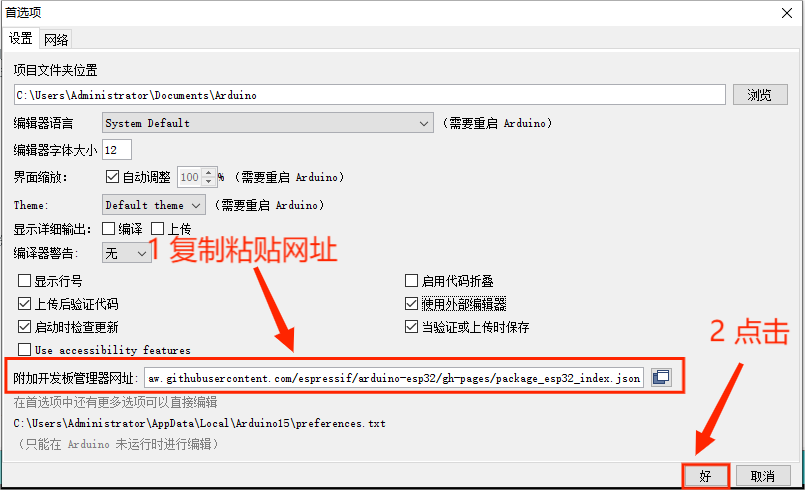 首选项
设置 网络
项目文件夹位置
C:\Users\Administrator\Documents\Arduino 浏览
编辑器语言 System Default (需要重启 Arduino)
编辑器字体大小 12
界面缩放: 自动调整 100 % (需要重启 Arduino)
Theme: Default theme (需要重启 Arduino)
显示详细输出: 编译 上传
编译器警告: 无
1 复制粘贴网址
显示行号 启用代码折叠
上传后验证代码 使用外部编辑器
启动时检查更新 当验证或上传时保存
2 点击
Use accessibility features
附加开发板管理器网址: aw.githubusercontent.com/espressif/arduino-esp32/gh-pages/package_esp32_index.json
在首选项中还有更多选项可以直接编辑
C:\Users\Administrator\AppData\Local\Arduino15\preferences.txt
(只能在 Arduino 未运行时进行编辑)
好 取消